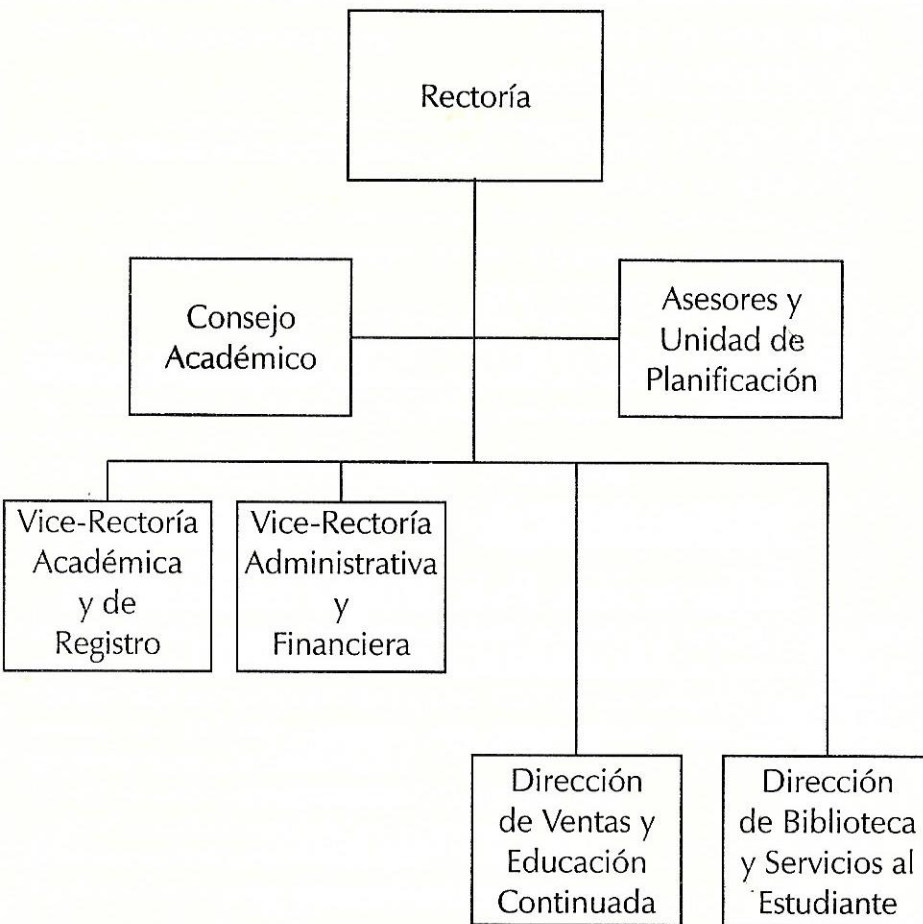 Rectoría
Consejo
Académico
Asesores y
Unidad de
Planificación
Vice-Rectoría
Académica
y de
Registro
Vice-Rectoría
Administrativa
y
Financiera
Dirección
de Ventas y
Educación
Continuada
Dirección
de Biblioteca
y Servicios al
Estudiante